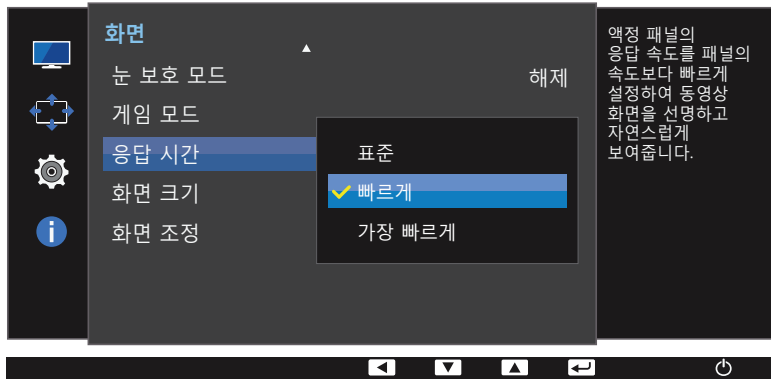 화면
눈 보호 모드
해제
게임 모드
응답 시간
화면 크기
화면 조정
표준
빠르게
가장 빠르게
액정 패널의
응답 속도를 패널의
속도보다 빠르게
설정하여 동영상
화면을 선명하고
자연스럽게
보여줍니다.